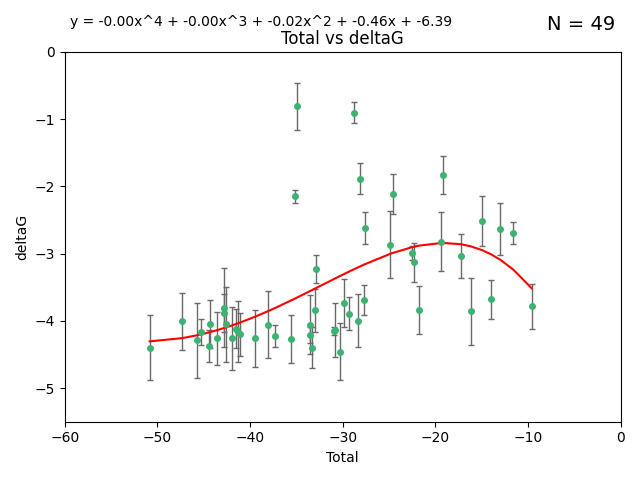 y = -0.00x^4 + -0.00x^3 + -0.02x^2 + -0.46x + -6.39
N = 49
Total vs deltaG
0
−1
−2
−3
−4
−5
deltaG
−60
−50
−40
−30
−20
−10
0
Total